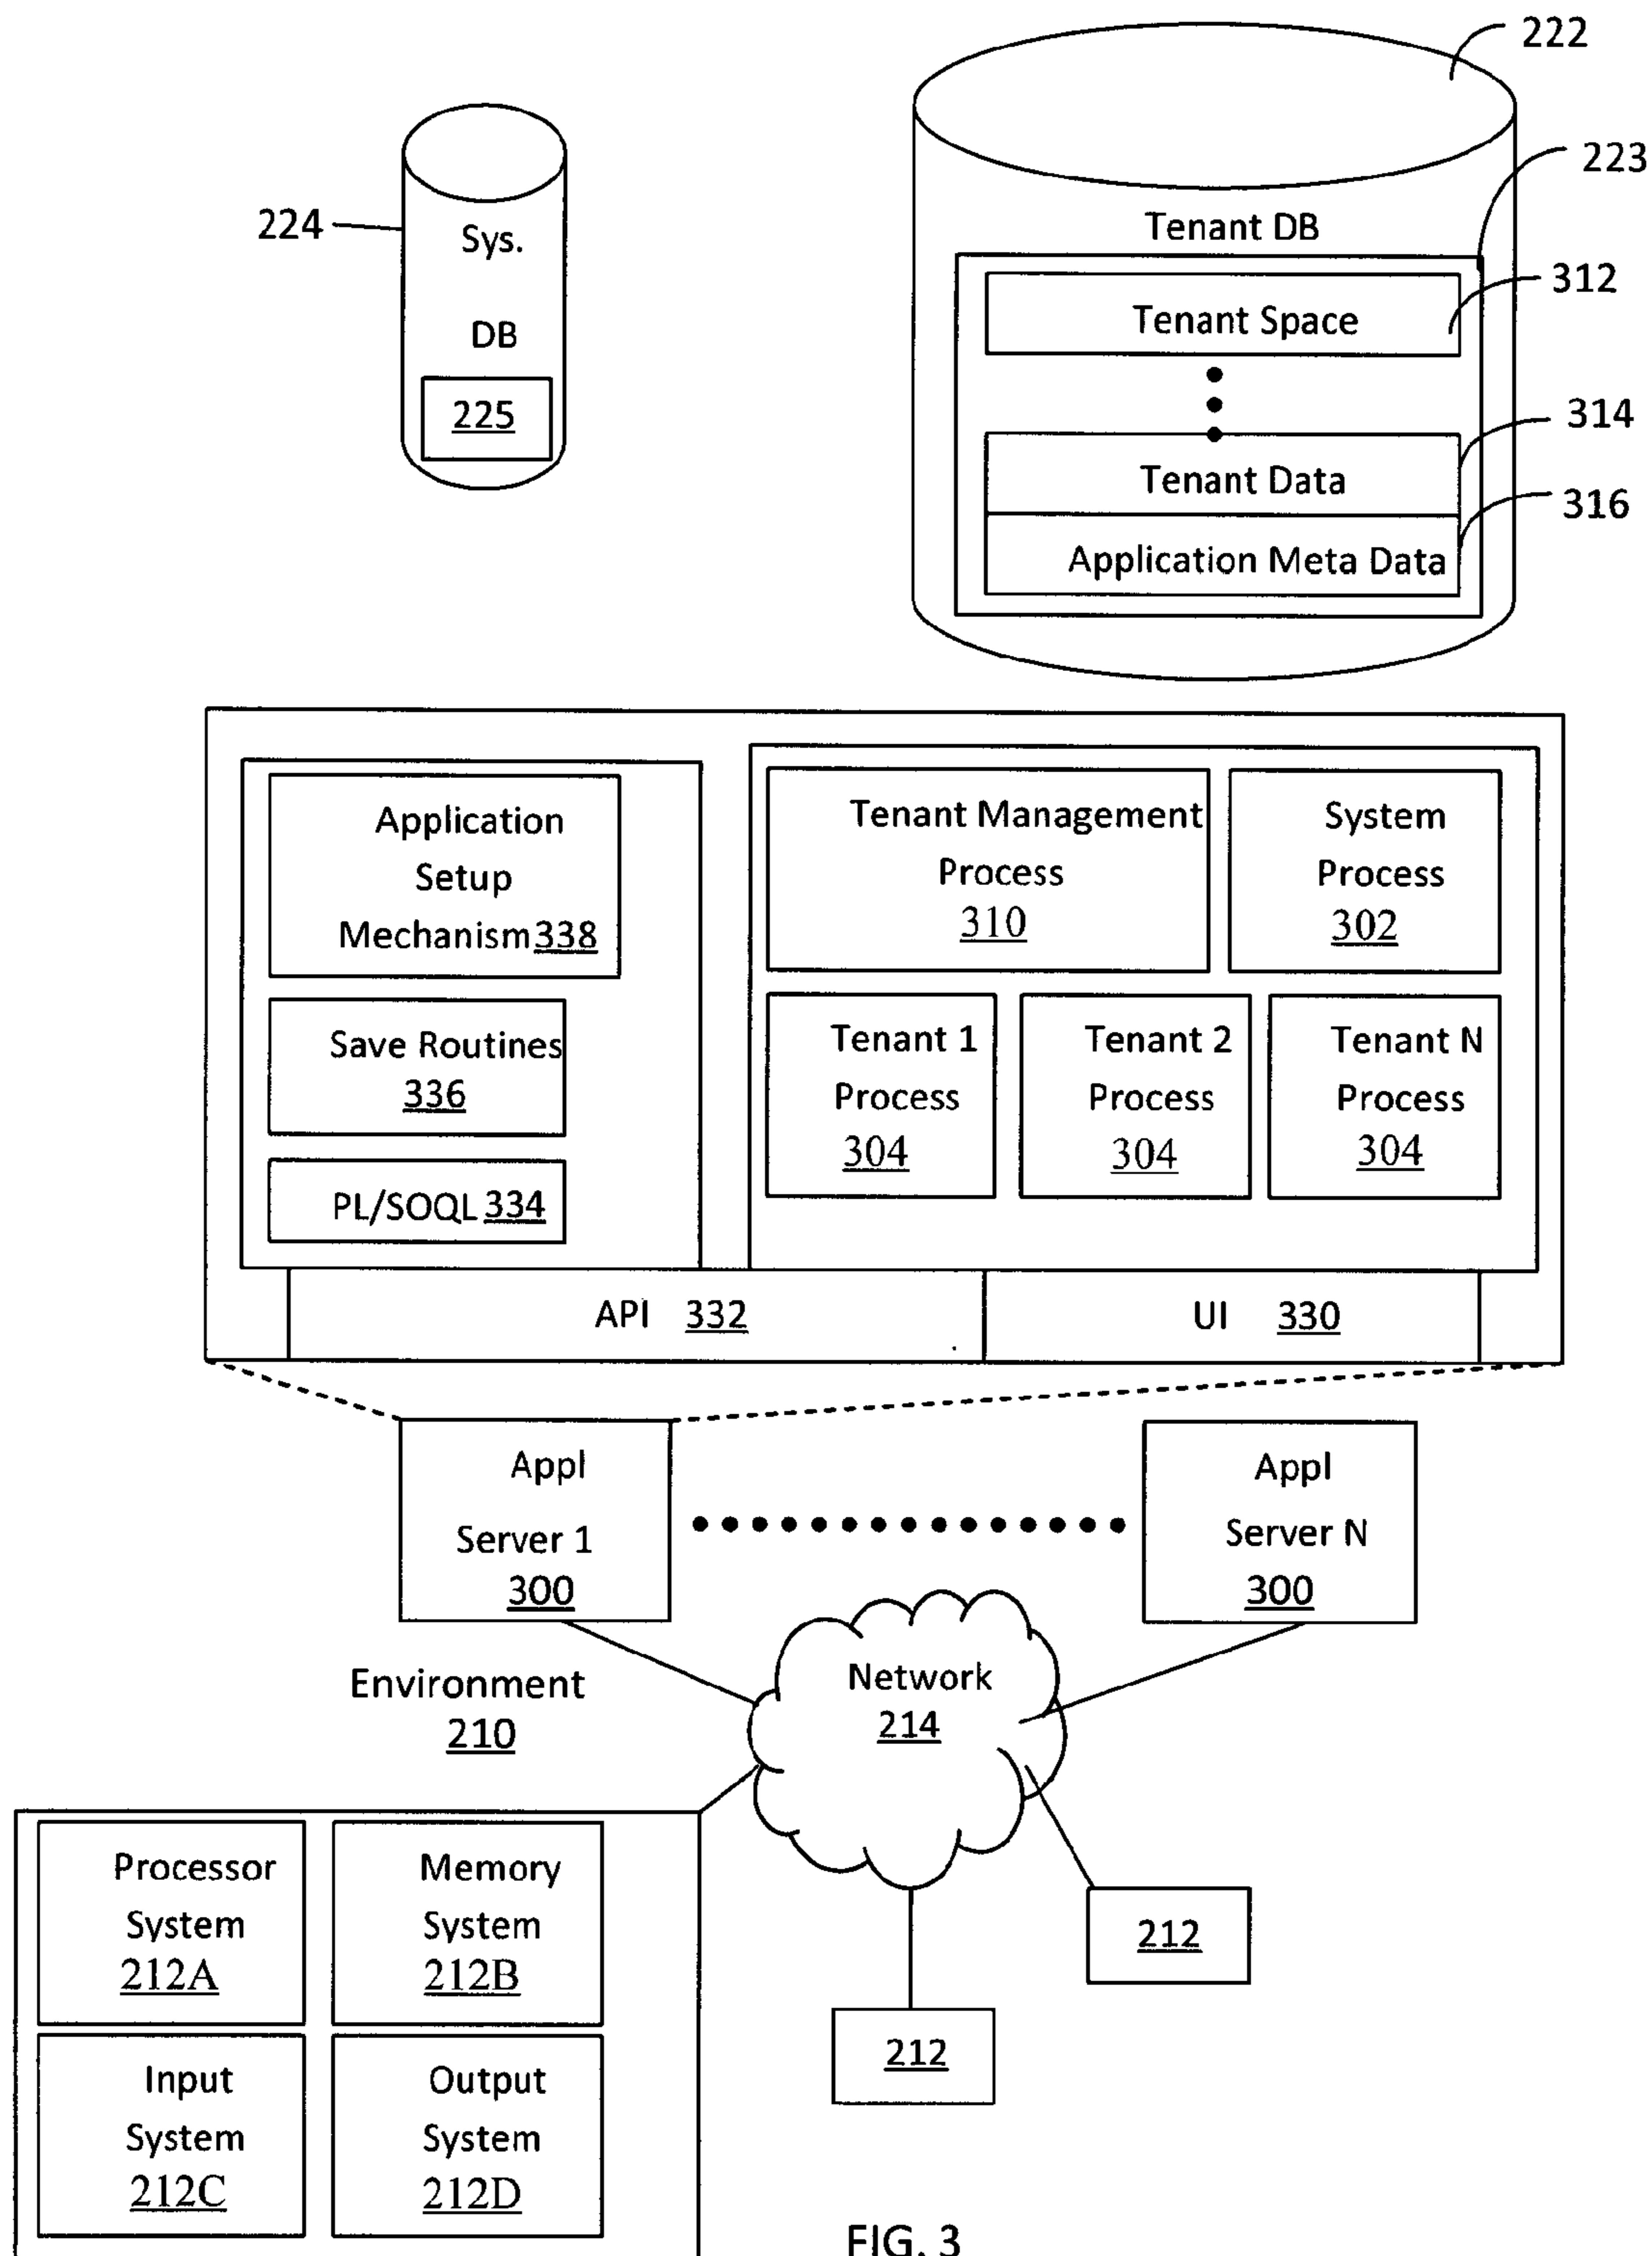 222
223
224
Sys.
DB
225
Tenant DB
Tenant Space
312
Tenant Data
314
Application Meta Data
316
Application
Setup
Mechanism 338
Save Routines
336
PL/SOQL 334
Tenant Management
Process
310
System
Process
302
Tenant 1
Process
304
Tenant 2
Process
304
Tenant N
Process
304
API 332
UI 330
Appl
Server 1
300
Appl
Server N
300
Environment
210
Network
214
Processor
System
212A
Memory
System
212B
Input
System
212C
Output
System
212D
212
212
FIG. 3